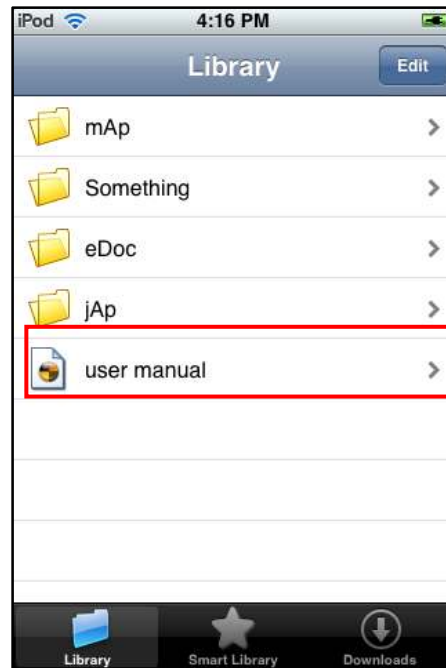 iPod 4:16 PM
Library Edit
mAp
Something
eDoc
jAp
user manual
Library Smart Library Downloads